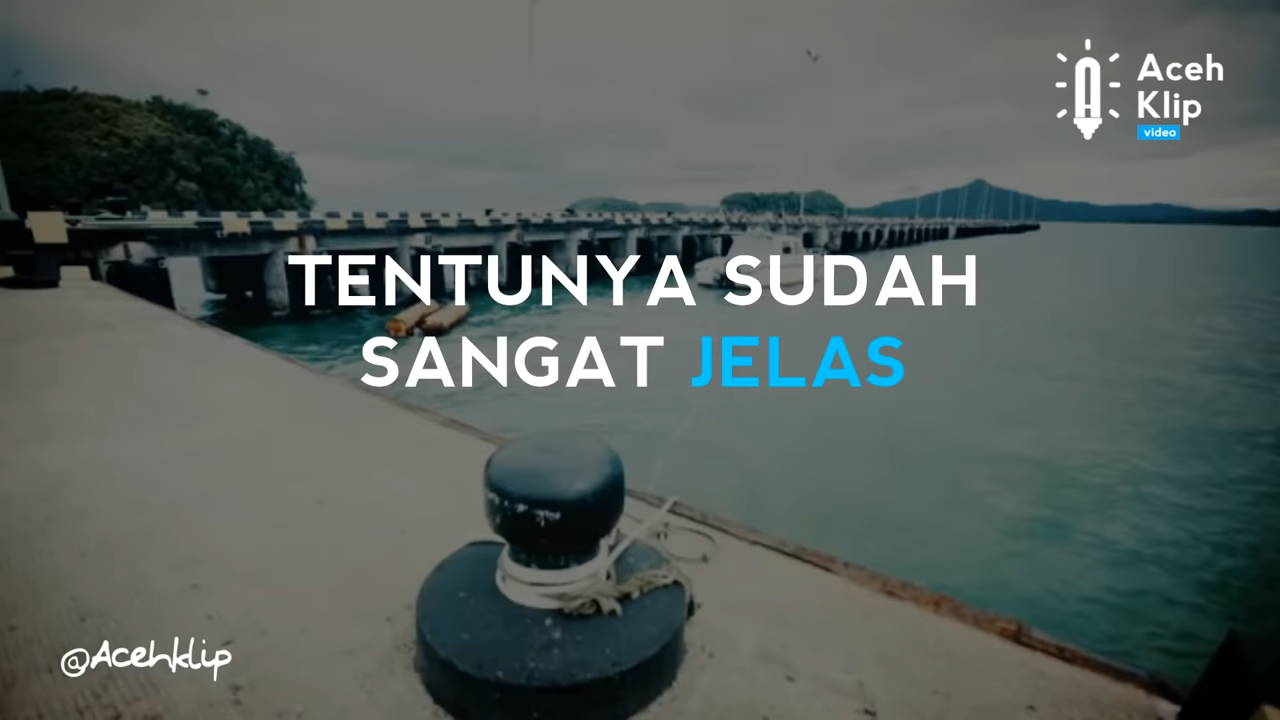 Aceh
Klip
video
TENTUNYA SUDAH
SANGAT JELAS
@Acehklip